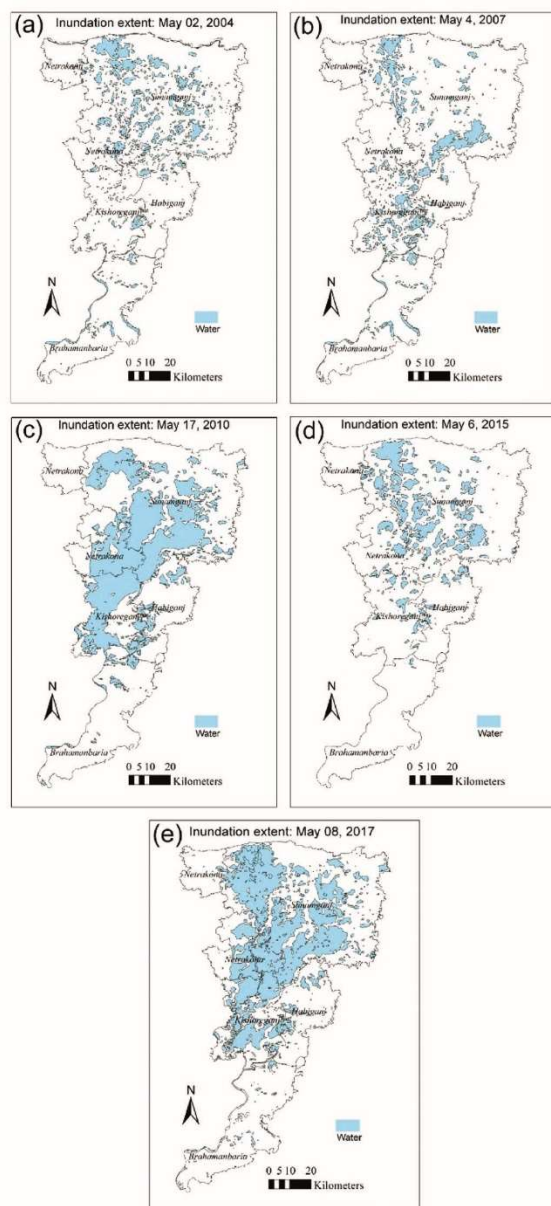 (a) Inundation extent: May 02, 2004
Netrakona
Sunamganj
Netrakona
Habiganj
Kishoreganj
N
Water
Brahamanbaria
0 5 10 20
Kilometers
(b) Inundation extent: May 4, 2007
Netrakona
Sunamganj
Netrakona
Habiganj
Kishoreganj
N
Water
Brahamanbaria
0 5 10 20
Kilometers
(c) Inundation extent: May 17, 2010
Netrakona
Sunamganj
Netrakona
Habiganj
Kishoreganj
N
Water
Brahamanbaria
0 5 10 20
Kilometers
(d) Inundation extent: May 6, 2015
Netrakona
Sunamganj
Netrakona
Habiganj
Kishoreganj
N
Water
Brahamanbaria
0 5 10 20
Kilometers
(e) Inundation extent: May 08, 2017
Netrakona
Sunamganj
Netrakona
Habiganj
Kishoreganj
N
Water
Brahamanbaria
0 5 10 20
Kilometers